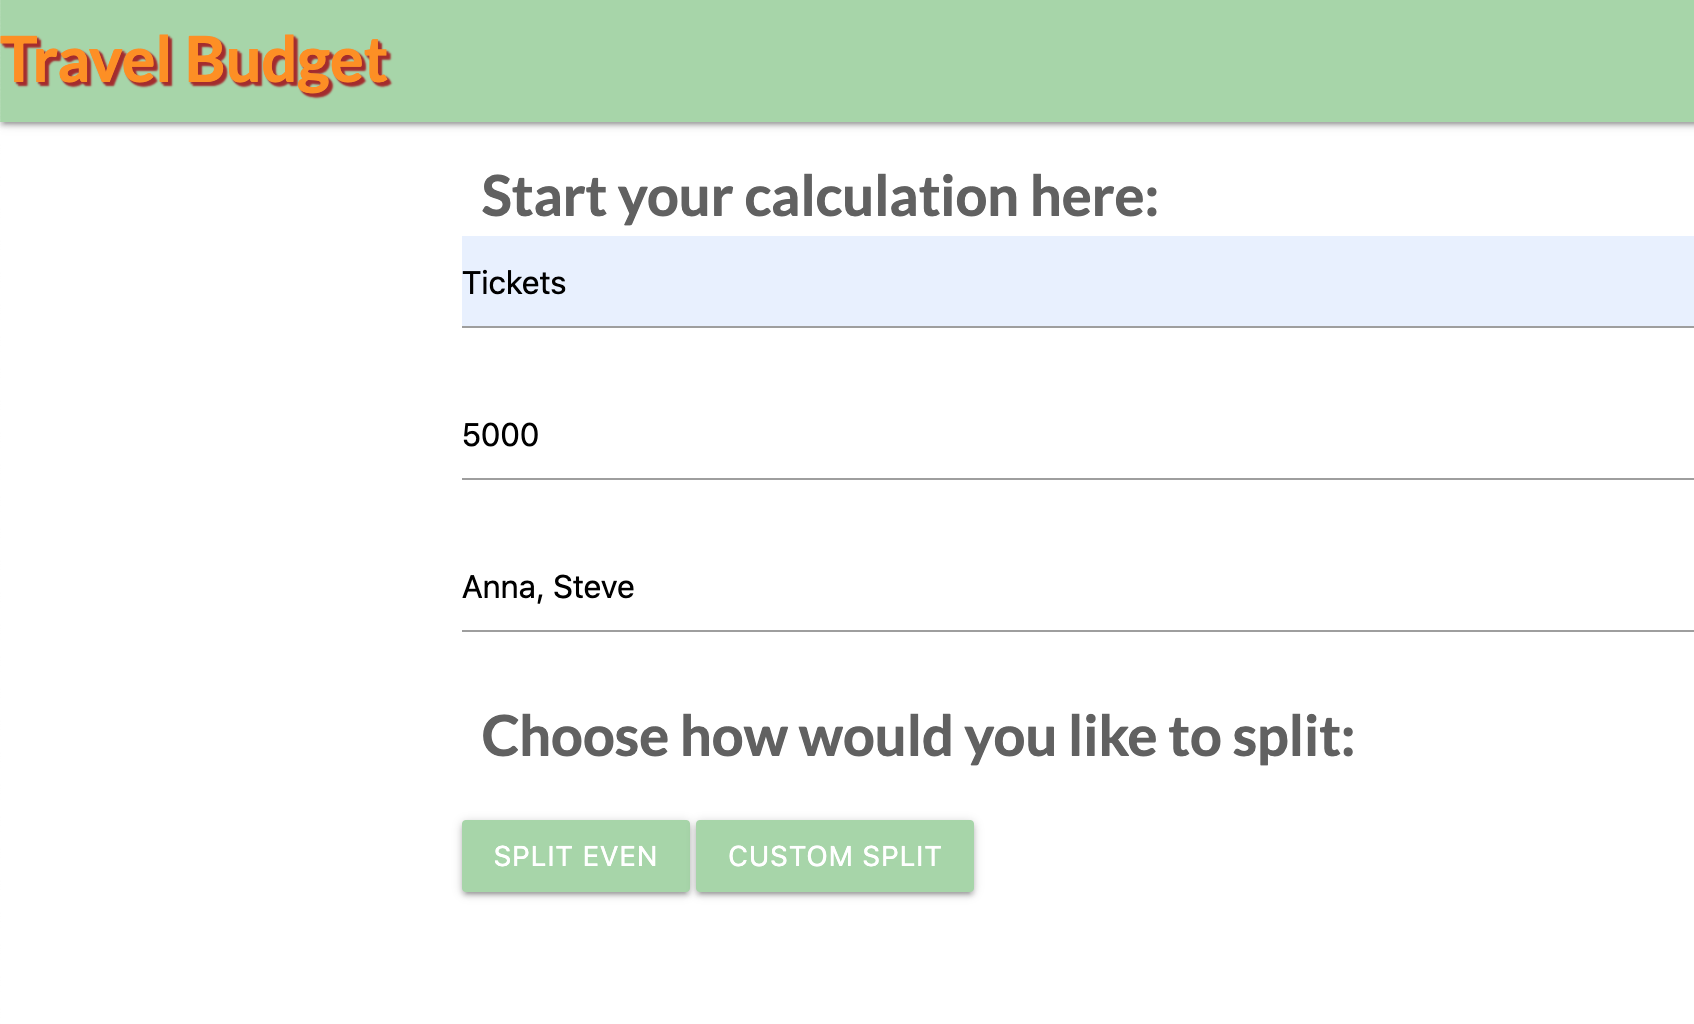 Travel Budget
Start your calculation here:
Tickets
5000
Anna, Steve
Choose how would you like to split:
SPLIT EVEN CUSTOM SPLIT